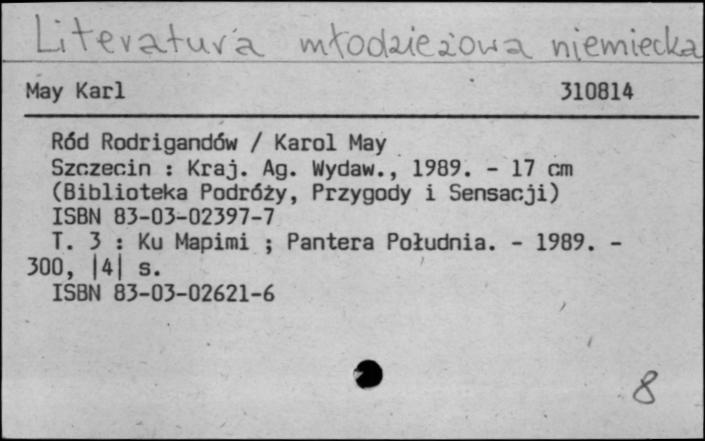 Literatura młodzieżowa niemiecka
May Karl 310814
Ród Rodrigandów / Karol May
Szczecin : Kraj. Ag. Wydaw., 1989. - 17 cm
(Biblioteka Podróży, Przygody i Sensacji)
ISBN 83-03-02397-7
T. 3 : Ku Mapimi ; Pantera Południa. - 1989. -
300, |4| s.
ISBN 83-03-02621-6
8